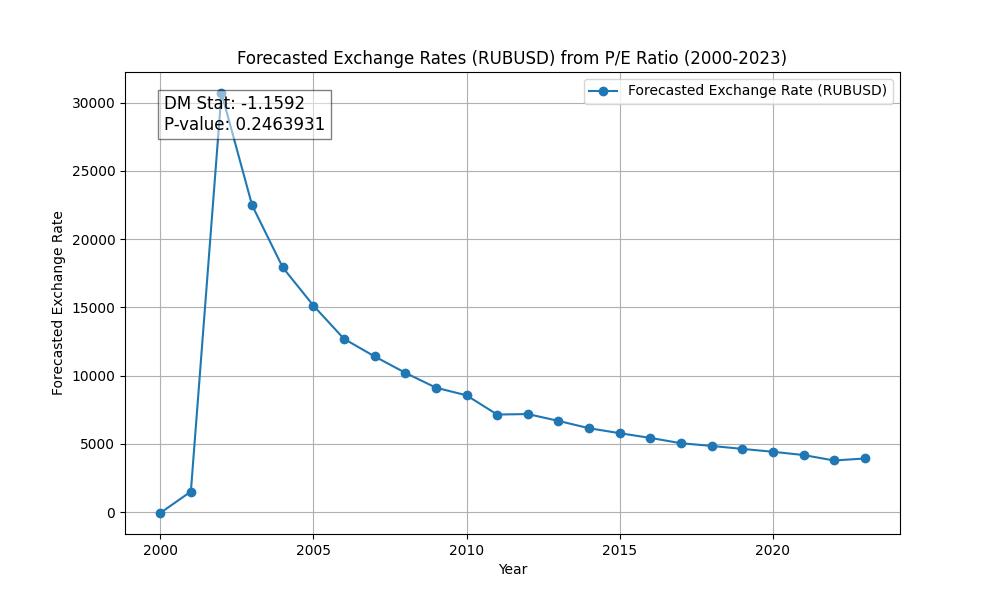 Forecasted Exchange Rates (RUBUSD) from P/E Ratio (2000-2023)
DM Stat: -1.1592
P-value: 0.2463931
Forecasted Exchange Rate (RUBUSD)
Forecasted Exchange Rate
30000
25000
20000
15000
10000
5000
0
2000 2005 2010 2015 2020
Year